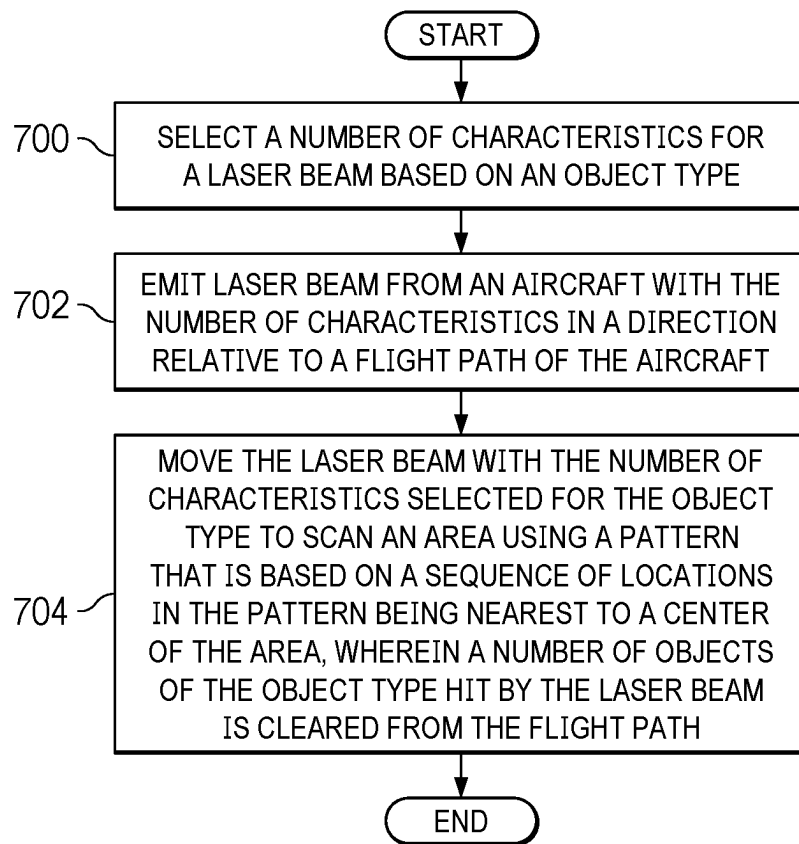 START
700
SELECT A NUMBER OF CHARACTERISTICS FOR
A LASER BEAM BASED ON AN OBJECT TYPE
702
EMIT LASER BEAM FROM AN AIRCRAFT WITH THE
NUMBER OF CHARACTERISTICS IN A DIRECTION
RELATIVE TO A FLIGHT PATH OF THE AIRCRAFT
704
MOVE THE LASER BEAM WITH THE NUMBER OF
CHARACTERISTICS SELECTED FOR THE OBJECT
TYPE TO SCAN AN AREA USING A PATTERN
THAT IS BASED ON A SEQUENCE OF LOCATIONS
IN THE PATTERN BEING NEAREST TO A CENTER
OF THE AREA, WHEREIN A NUMBER OF OBJECTS
OF THE OBJECT TYPE HIT BY THE LASER BEAM
IS CLEARED FROM THE FLIGHT PATH
END